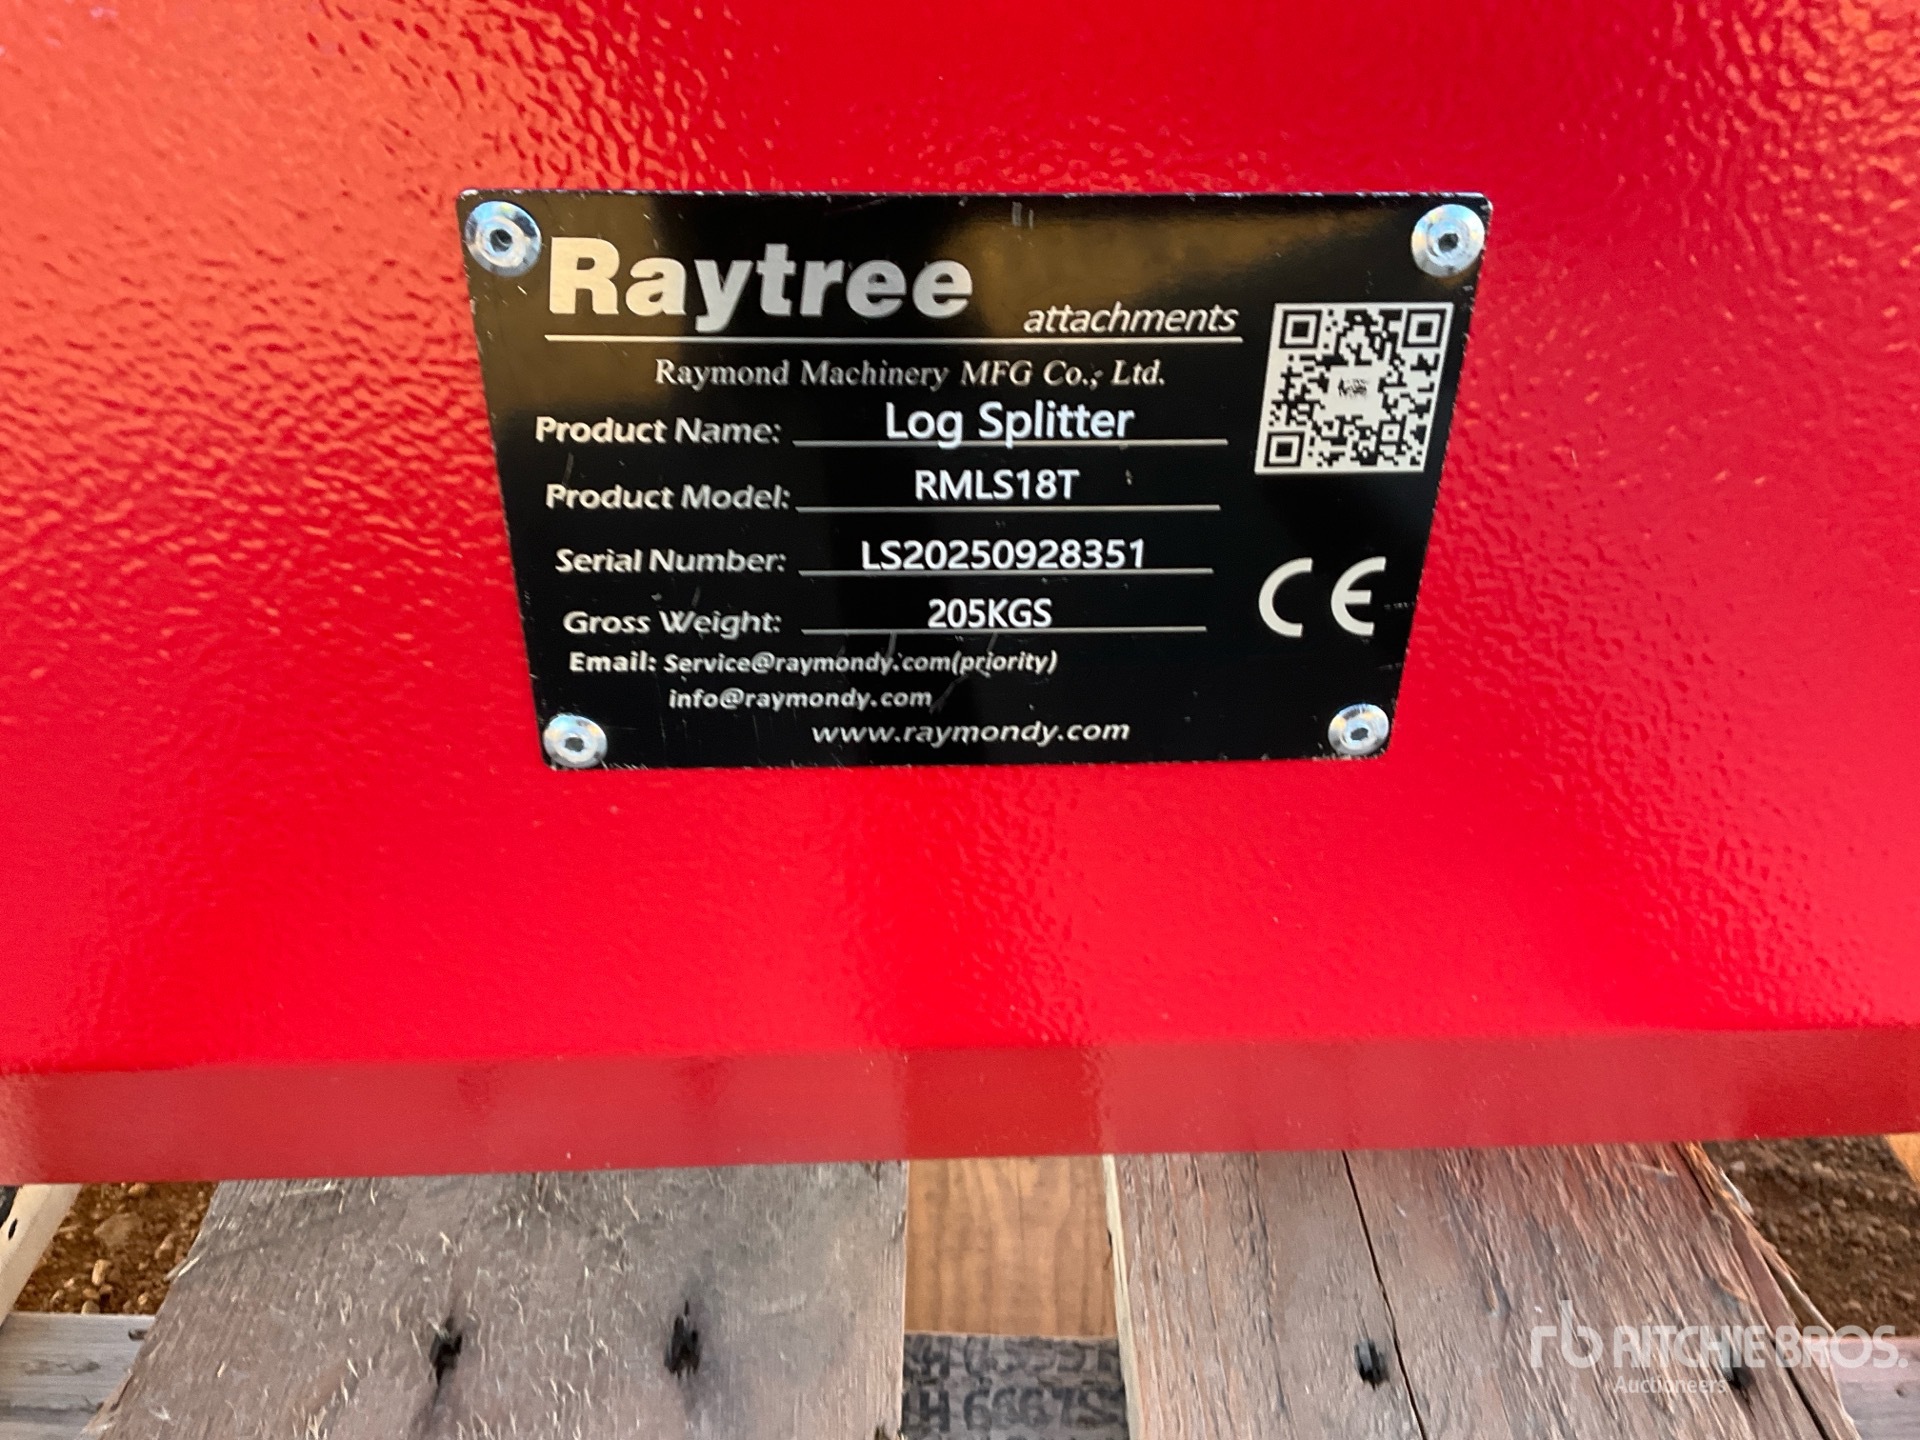 Raytree
attachments
Raymond Machinery MFG Co.; Ltd.
Product Name: Log Splitter
Product Model: RMLS18T
Serial Number: LS20250928351
Gross Weight: 205KGS
CE
Email: Service@raymondy.com(priority)
info@raymondy.com
www.raymondy.com
rb RITCHIE BROS.
Auctioneers